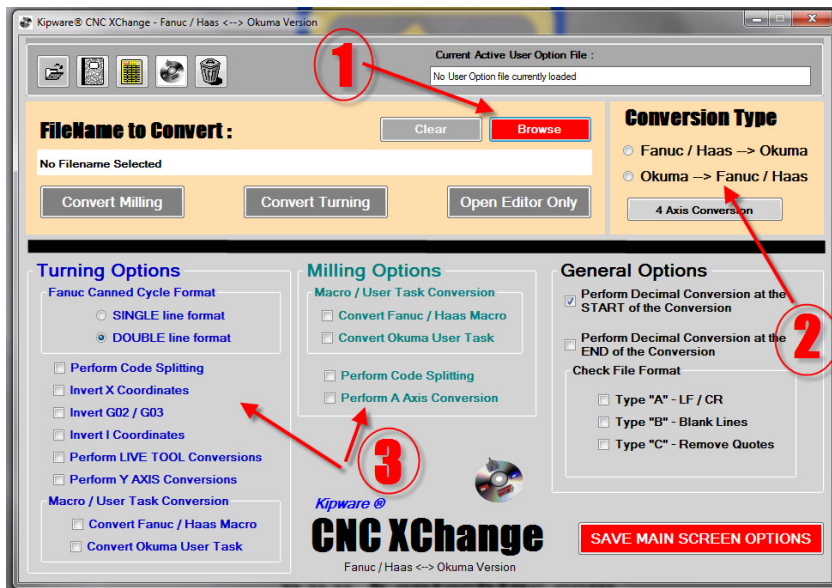 Kipware® CNC XChange - Fanuc / Haas <--> Okuma Version
Current Active User Option File :
No User Option file currently loaded
1
FileName to Convert :
Clear
Browse
No Filename Selected
Convert Milling
Convert Turning
Open Editor Only
Conversion Type
Fanuc / Haas --> Okuma
Okuma --> Fanuc / Haas
4 Axis Conversion
2
Turning Options
Fanuc Canned Cycle Format
SINGLE line format
DOUBLE line format
Perform Code Splitting
Invert X Coordinates
Invert G02 / G03
Invert I Coordinates
Perform LIVE TOOL Conversions
Perform Y AXIS Conversions
Macro / User Task Conversion
Convert Fanuc / Haas Macro
Convert Okuma User Task
Milling Options
Macro / User Task Conversion
Convert Fanuc / Haas Macro
Convert Okuma User Task
Perform Code Splitting
Perform A Axis Conversion
3
Kipware ®
CNC XChange
Fanuc / Haas <--> Okuma Version
General Options
Perform Decimal Conversion at the
START of the Conversion
Perform Decimal Conversion at the
END of the Conversion
Check File Format
Type "A" - LF / CR
Type "B" - Blank Lines
Type "C" - Remove Quotes
SAVE MAIN SCREEN OPTIONS